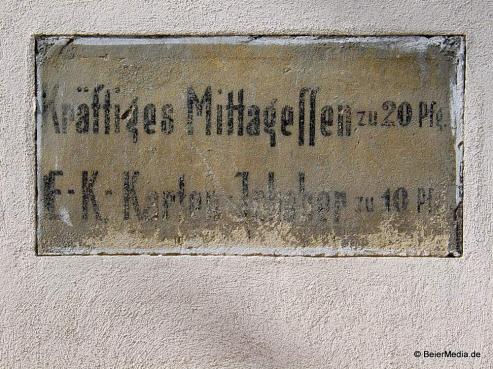 Kräftiges Mittagessen zu 20 Pfg.
E-K-Karten-Inhaber zu 10 Pf.
© BeierMedia.de